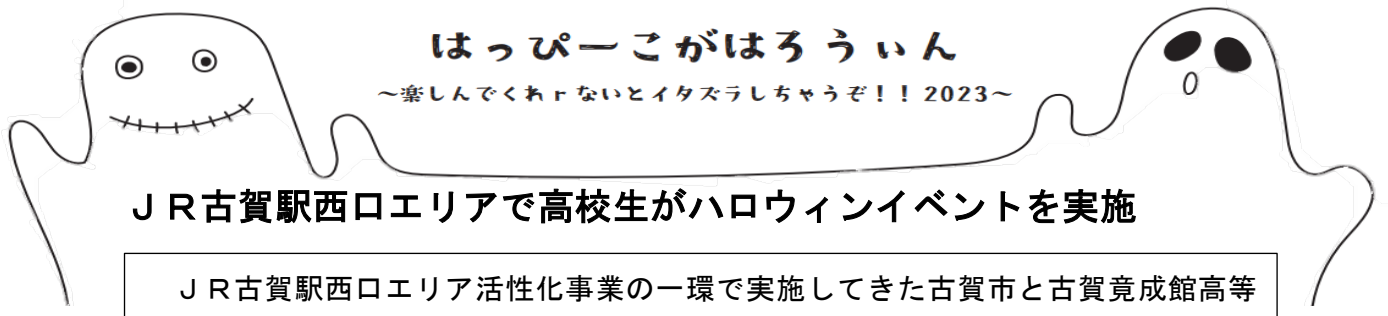 はっぴーこがはろうぃん
～楽しんでくれｒないとイタズラしちゃうぞ！！2023～
ＪＲ古賀駅西口エリアで高校生がハロウィンイベントを実施
ＪＲ古賀駅西口エリア活性化事業の一環で実施してきた古賀市と古賀竟成館高等